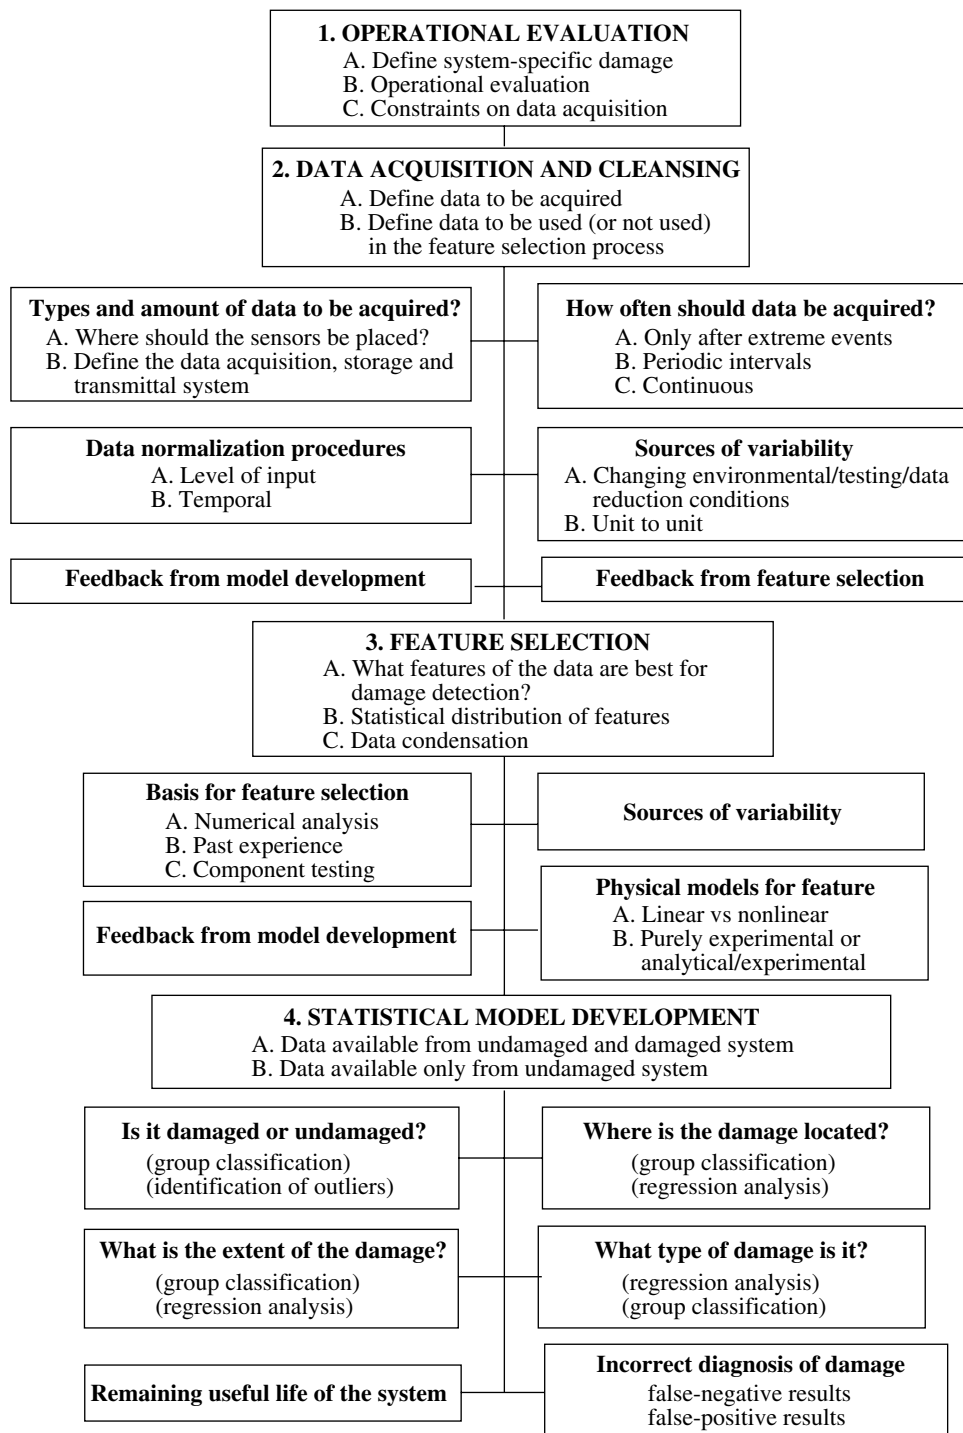 1. OPERATIONAL EVALUATION
A. Define system-specific damage
B. Operational evaluation
C. Constraints on data acquisition
2. DATA ACQUISITION AND CLEANSING
A. Define data to be acquired
B. Define data to be used (or not used)
in the feature selection process
Types and amount of data to be acquired?
A. Where should the sensors be placed?
B. Define the data acquisition, storage and
transmittal system
How often should data be acquired?
A. Only after extreme events
B. Periodic intervals
C. Continuous
Data normalization procedures
A. Level of input
B. Temporal
Sources of variability
A. Changing environmental/testing/data
reduction conditions
B. Unit to unit
Feedback from model development
Feedback from feature selection
3. FEATURE SELECTION
A. What features of the data are best for
damage detection?
B. Statistical distribution of features
C. Data condensation
Basis for feature selection
A. Numerical analysis
B. Past experience
C. Component testing
Sources of variability
Feedback from model development
Physical models for feature
A. Linear vs nonlinear
B. Purely experimental or
analytical/experimental
4. STATISTICAL MODEL DEVELOPMENT
A. Data available from undamaged and damaged system
B. Data available only from undamaged system
Is it damaged or undamaged?
(group classification)
(identification of outliers)
Where is the damage located?
(group classification)
(regression analysis)
What is the extent of the damage?
(group classification)
(regression analysis)
What type of damage is it?
(regression analysis)
(group classification)
Remaining useful life of the system
Incorrect diagnosis of damage
false-negative results
false-positive results